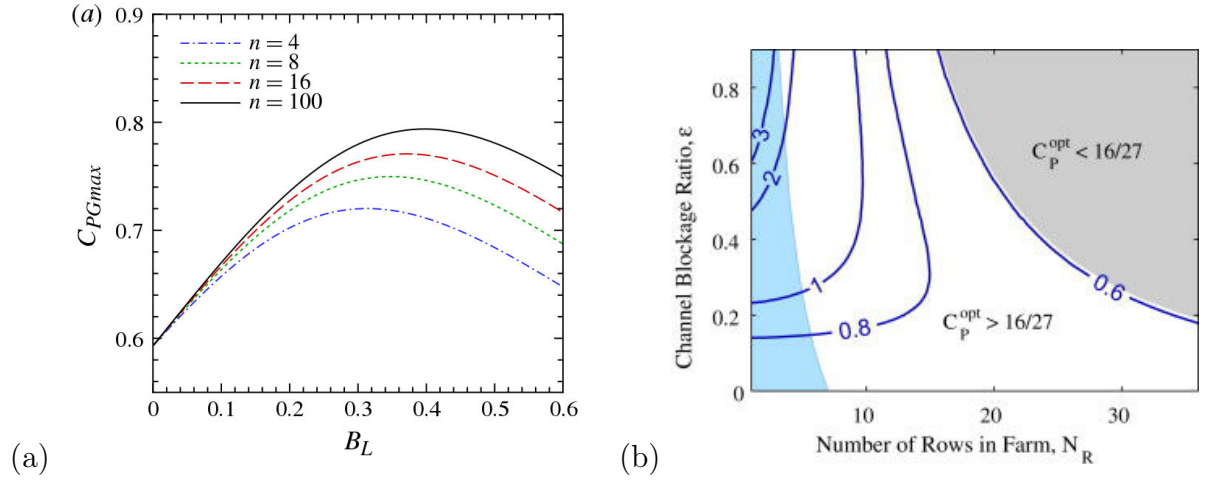 (a)
0.9
0.8
0.7
0.6
C_PGmax
n = 4
n = 8
n = 16
n = 100
0 0.1 0.2 0.3 0.4 0.5 0.6
B_L
(a)
Channel Blockage Ratio, ε
0.8
0.6
0.4
0.2
0
3
2
1
0.8
0.6
C_P^opt < 16/27
C_P^opt > 16/27
10 20 30
Number of Rows in Farm, N_R
(b)